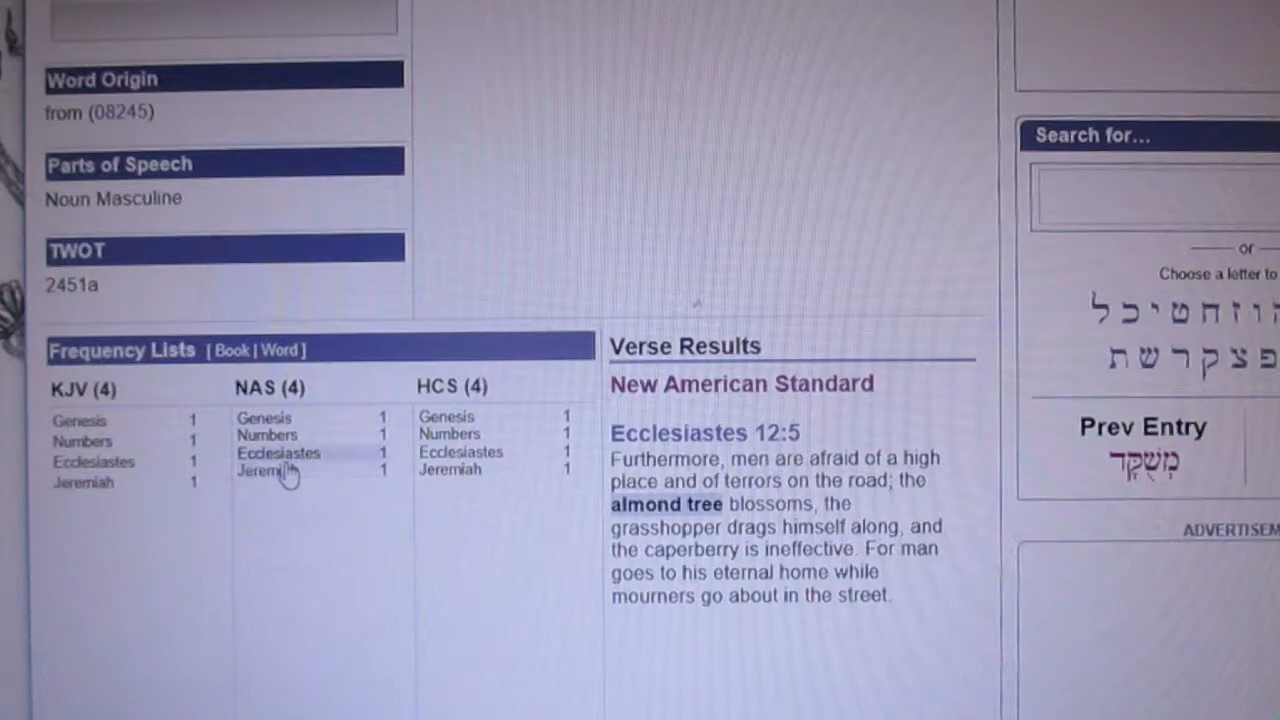 Word Origin
from (08245)
Parts of Speech
Noun Masculine
TWOT
2451a
Frequency Lists [ Book | Word ]
KJV (4)
Genesis 1
Numbers 1
Ecclesiastes 1
Jeremiah 1
NAS (4)
Genesis 1
Numbers 1
Ecclesiastes 1
Jeremi 1
HCS (4)
Genesis 1
Numbers 1
Ecclesiastes 1
Jeremiah 1
Verse Results
New American Standard
Ecclesiastes 12:5
Furthermore, men are afraid of a high
place and of terrors on the road; the
almond tree blossoms, the
grasshopper drags himself along, and
the caperberry is ineffective. For man
goes to his eternal home while
mourners go about in the street.
Search for...
or
Choose a letter to
ו ז ח ט י כ ל
פ צ ק ר ש ת
Prev Entry
מְשֻׁקָּד
ADVERTISEM